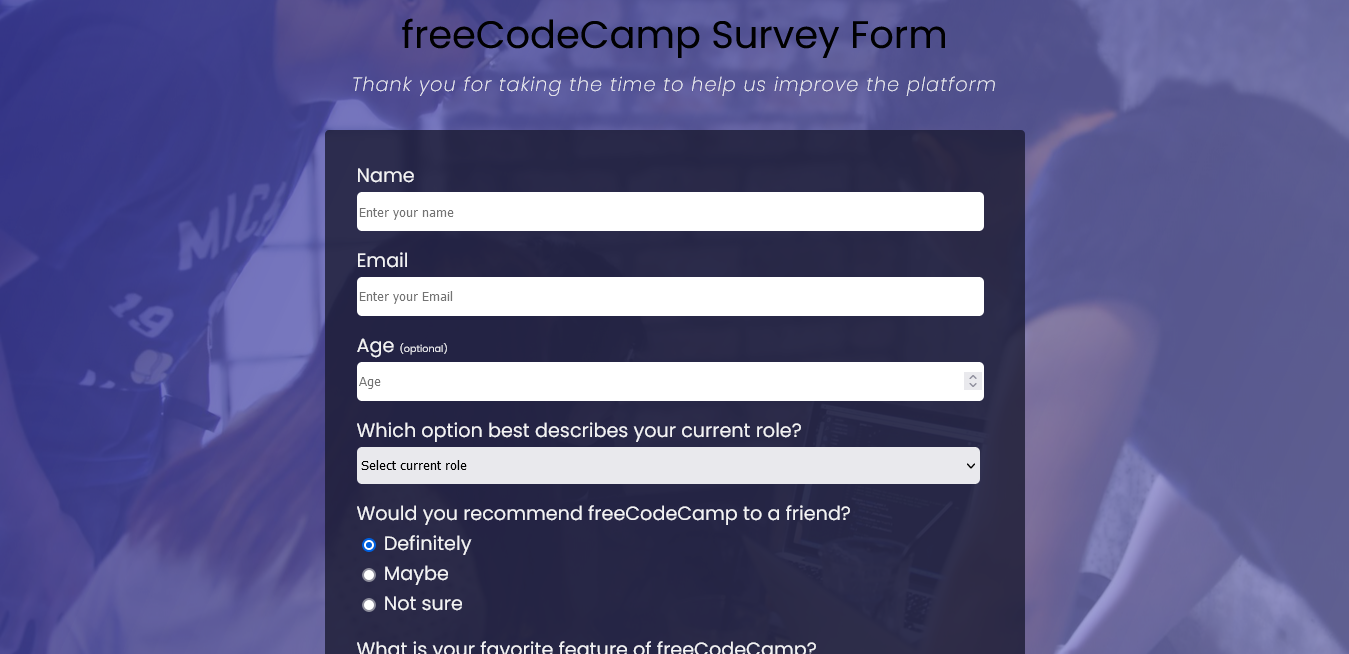 freeCodeCamp Survey Form
Thank you for taking the time to help us improve the platform
Name
Enter your name
Email
Enter your Email
Age (optional)
Age
Which option best describes your current role?
Select current role
Would you recommend freeCodeCamp to a friend?
Definitely
Maybe
Not sure
What is your favorite feature of freeCodeCamp?
MICH
19